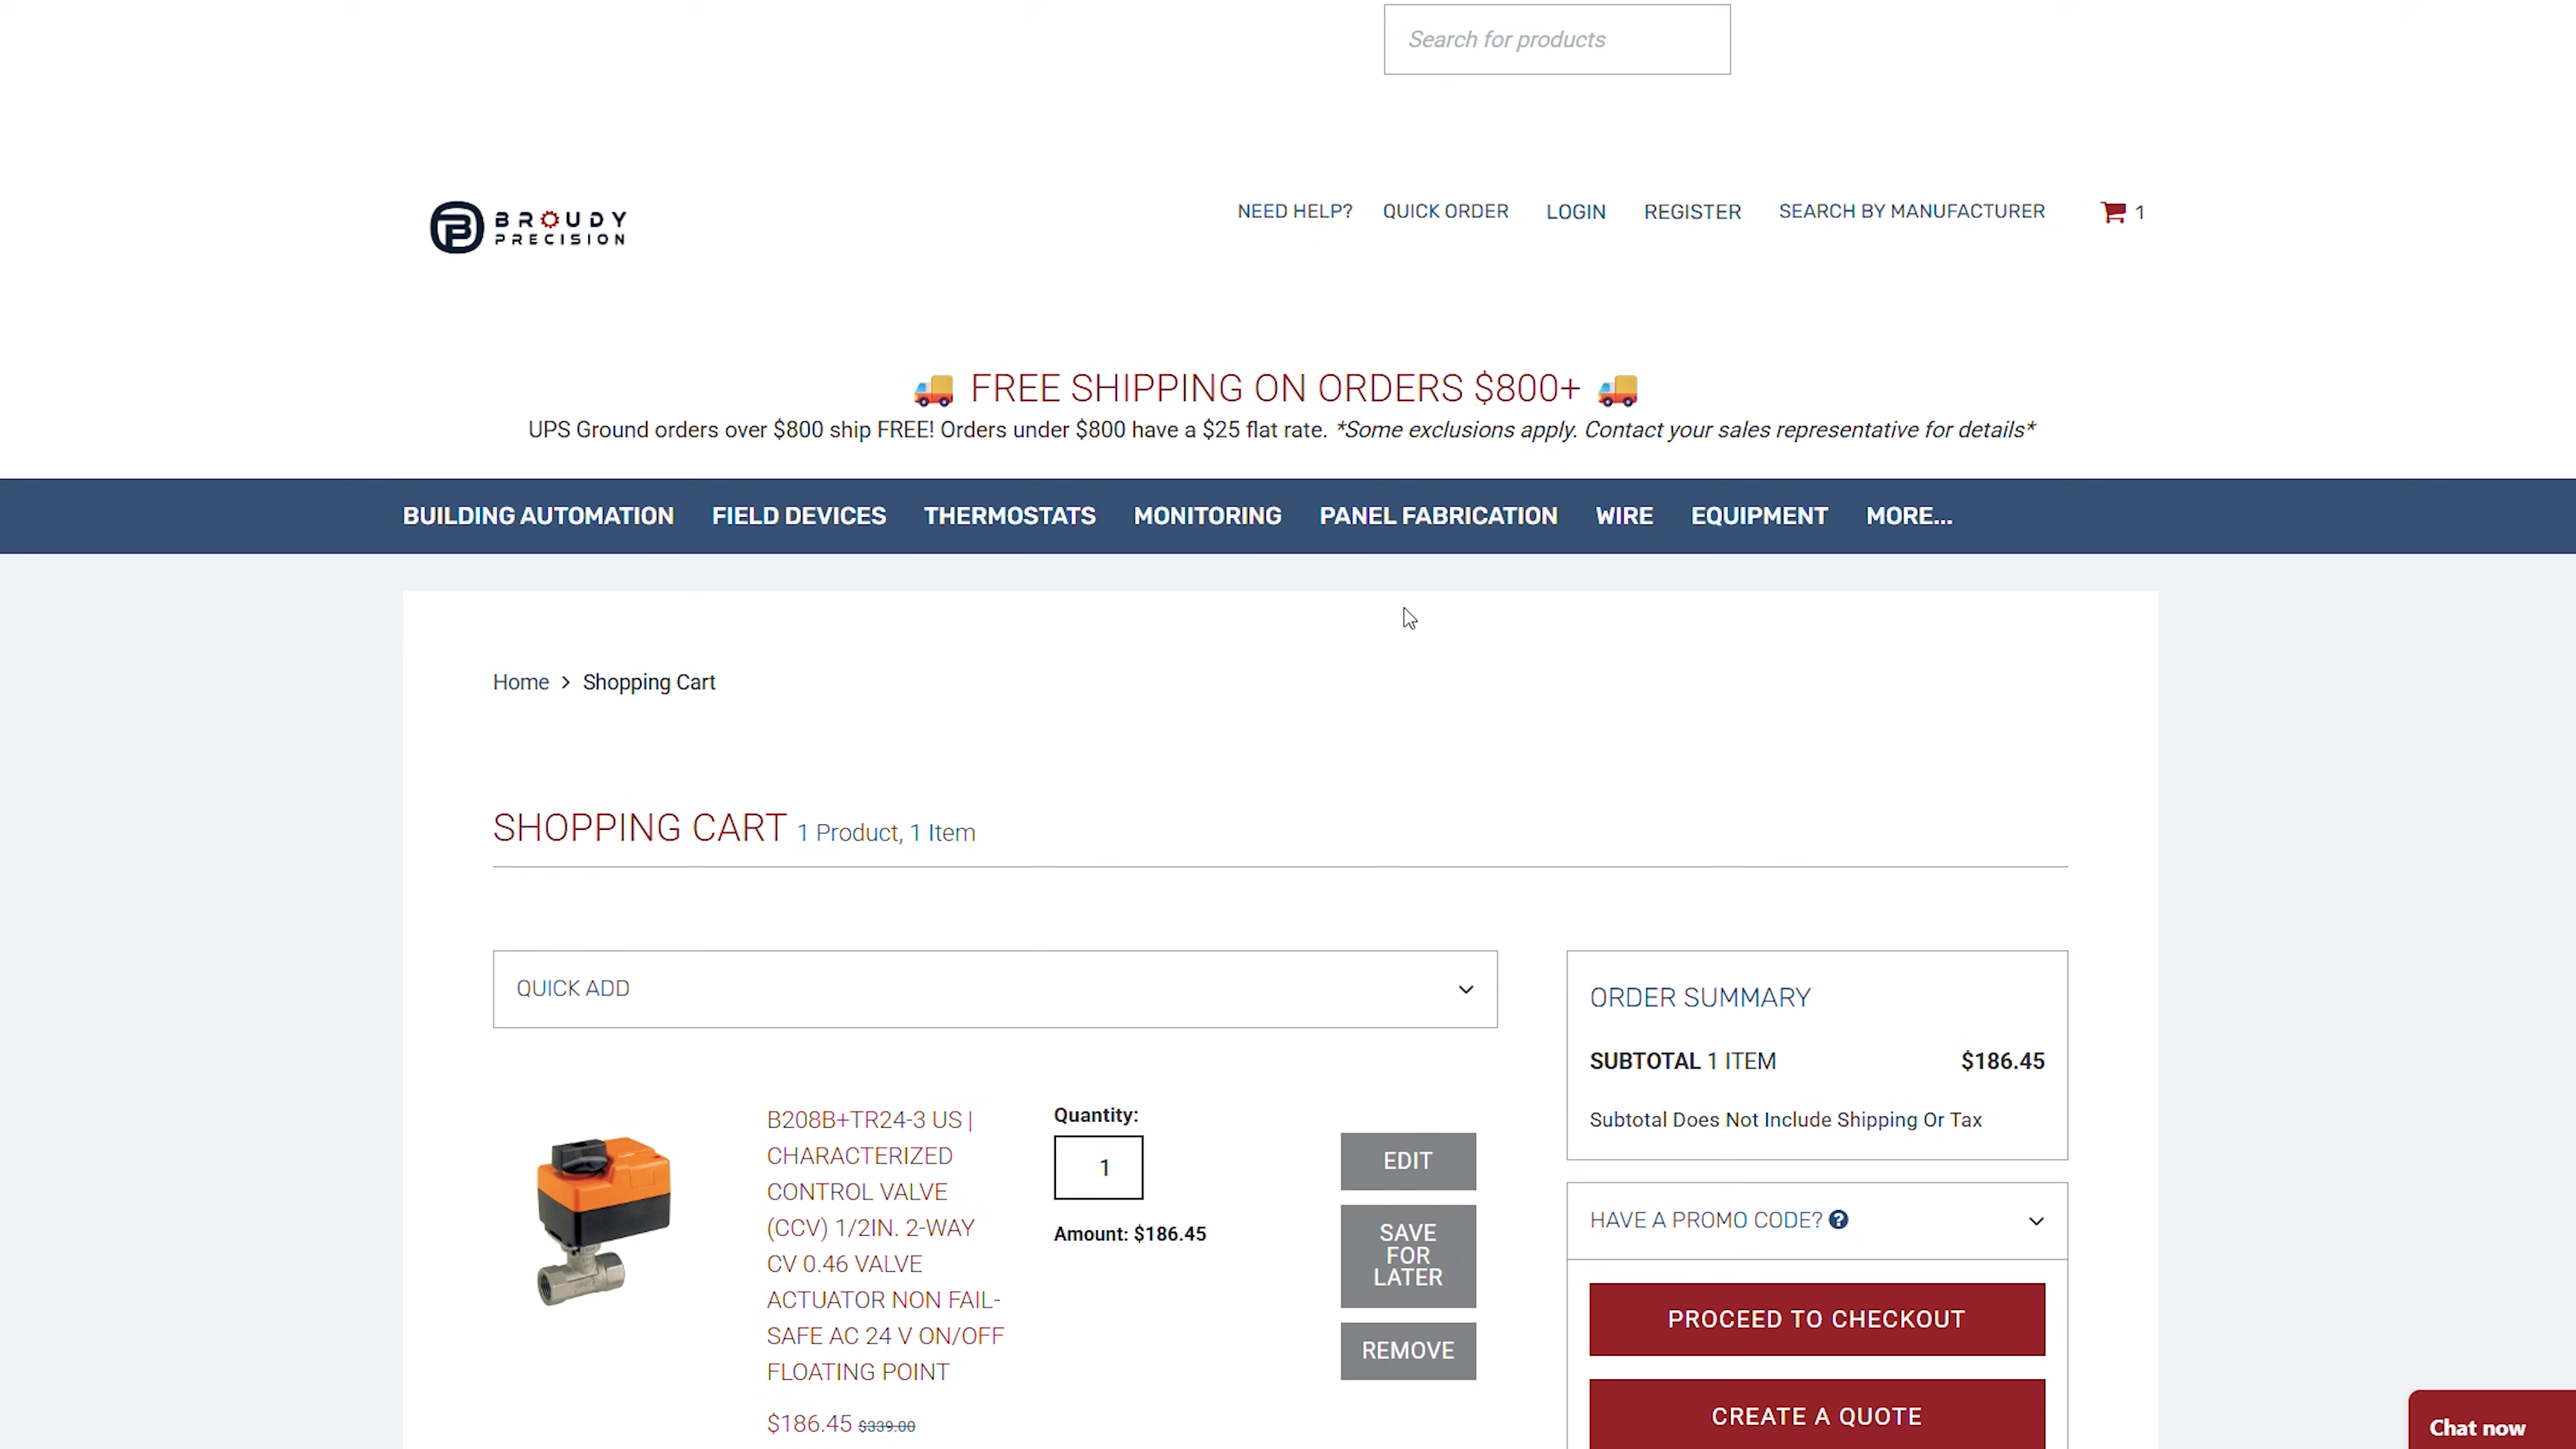 Search for products
BROUDY
PRECISION
NEED HELP? QUICK ORDER LOGIN REGISTER SEARCH BY MANUFACTURER 1
FREE SHIPPING ON ORDERS $800+
UPS Ground orders over $800 ship FREE! Orders under $800 have a $25 flat rate. *Some exclusions apply. Contact your sales representative for details*
BUILDING AUTOMATION FIELD DEVICES THERMOSTATS MONITORING PANEL FABRICATION WIRE EQUIPMENT MORE...
Home > Shopping Cart
SHOPPING CART 1 Product, 1 Item
QUICK ADD
B208B+TR24-3 US |
CHARACTERIZED
CONTROL VALVE
(CCV) 1/2IN. 2-WAY
CV 0.46 VALVE
ACTUATOR NON FAIL-
SAFE AC 24 V ON/OFF
FLOATING POINT
$186.45 $339.00
Quantity:
1
Amount: $186.45
EDIT
SAVE
FOR
LATER
REMOVE
ORDER SUMMARY
SUBTOTAL 1 ITEM $186.45
Subtotal Does Not Include Shipping Or Tax
HAVE A PROMO CODE? ?
PROCEED TO CHECKOUT
CREATE A QUOTE
Chat now